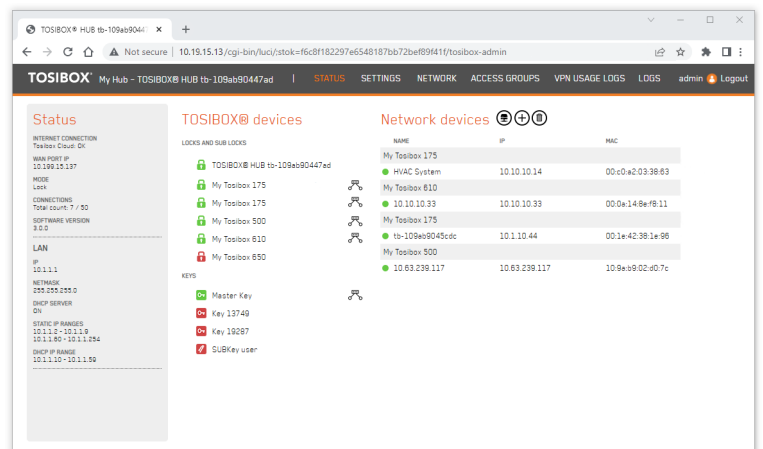 TOSIBOX® HUB tb-109ab90447
Not secure 10.19.15.13/cgi-bin/luci/;stok=f6c8f182297e6548187bb72bef89f41f/tosibox-admin
TOSIBOX® My Hub - TOSIBOX® HUB tb-109ab90447ad | STATUS SETTINGS NETWORK ACCESS GROUPS VPN USAGE LOGS LOGS admin Logout
Status
INTERNET CONNECTION
Tosibox Cloud: OK
WAN PORT IP
10.199.15.137
MODE
Lock
CONNECTIONS
Total count: 7 / 50
SOFTWARE VERSION
3.0.0
LAN
IP
10.1.1.1
NETMASK
255.255.255.0
DHCP SERVER
ON
STATIC IP RANGES
10.1.1.2 - 10.1.1.9
10.1.1.60 - 10.1.1.254
DHCP IP RANGE
10.1.1.10 - 10.1.1.59
TOSIBOX® devices
LOCKS AND SUB LOCKS
TOSIBOX® HUB tb-109ab90447ad
My Tosibox 175
My Tosibox 175
My Tosibox 500
My Tosibox 610
My Tosibox 650
KEYS
Master Key
Key 13749
Key 19287
SUBKey user
Network devices
NAME IP MAC
My Tosibox 175
HVAC System 10.10.10.14 00:c0:a2:03:38:63
My Tosibox 610
10.10.10.33 10.10.10.33 00:0a:14:8e:f8:11
My Tosibox 175
tb-109ab9045cdc 10.1.10.44 00:1e:42:38:1e:96
My Tosibox 500
10.63.239.117 10.63.239.117 10:9a:b9:02:d0:7c